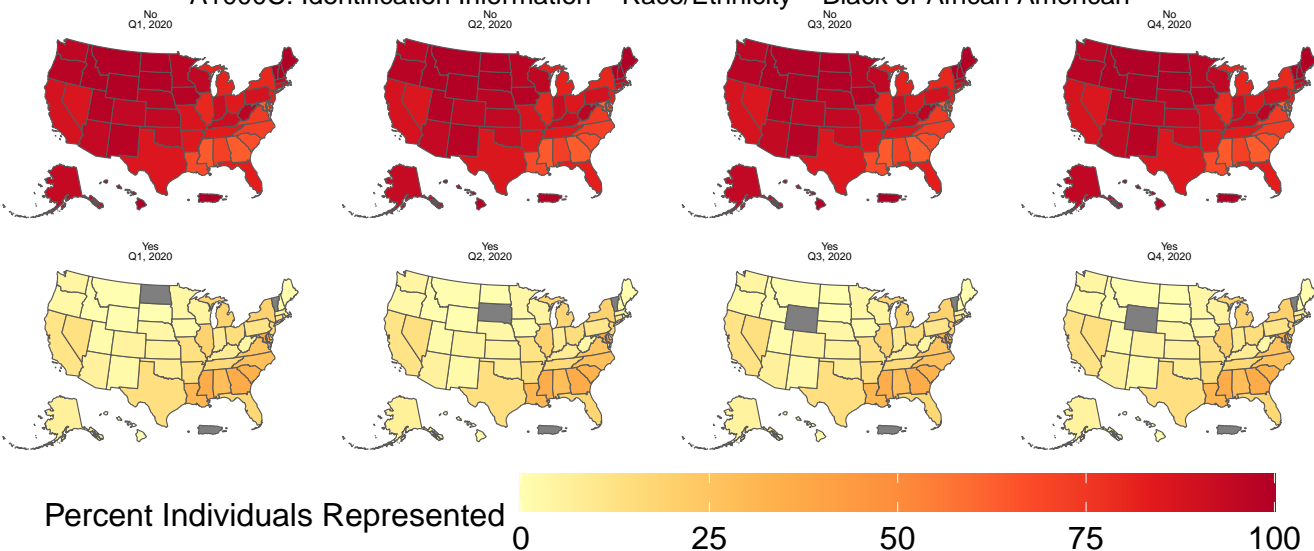 A1000C: Identification Information − Race/Ethnicity − Black or African American
No No No No
Q1, 2020 Q2, 2020 Q3, 2020 Q4, 2020
Yes Yes Yes Yes
Q1, 2020 Q2, 2020 Q3, 2020 Q4, 2020
Percent Individuals Represented
0 25 50 75 100